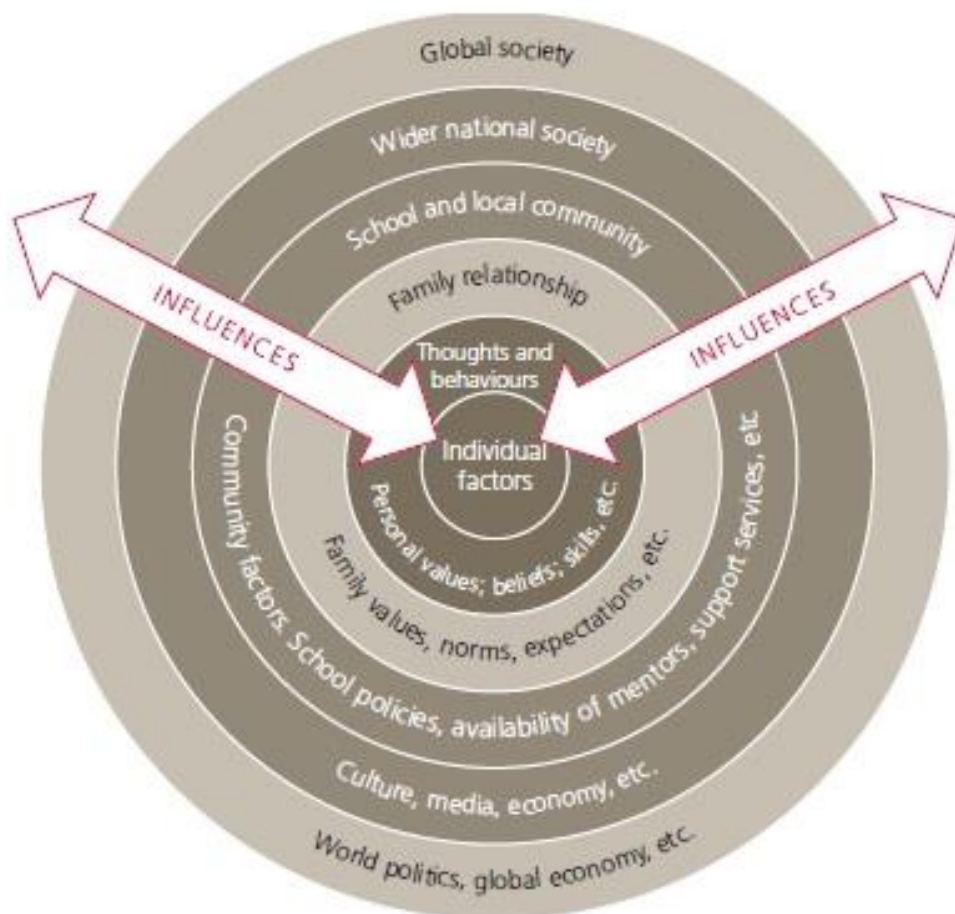 Global society
Wider national society
School and local community
Family relationship
Thoughts and
behaviours
Individual
factors
INFLUENCES
INFLUENCES
Personal values; beliefs; skills, etc.
Family values, norms, expectations, etc.
Community factors. School policies, availability of mentors, support services, etc
Culture, media, economy, etc.
World politics, global economy, etc.